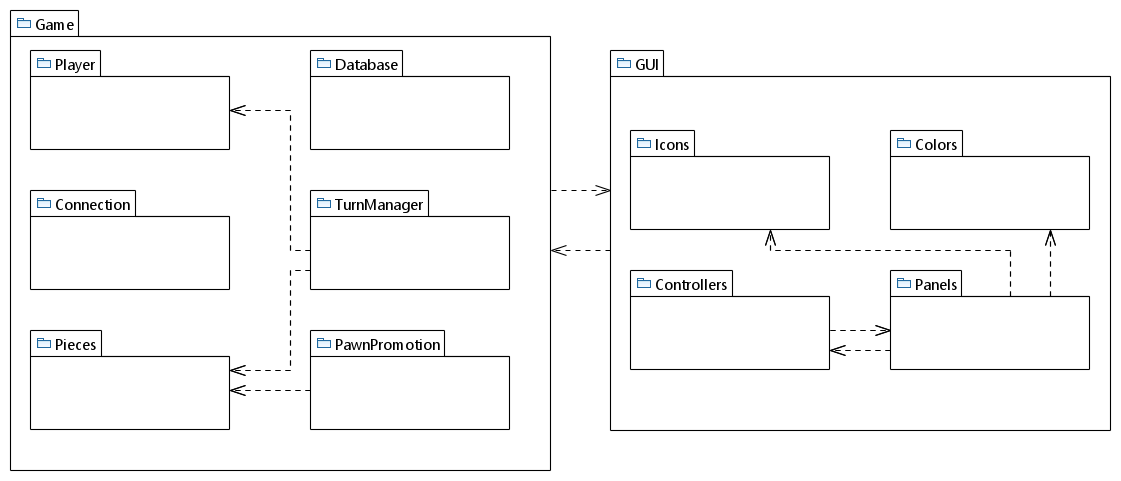 Game
Player
Database
GUI
Icons
Colors
Connection
TurnManager
Controllers
Panels
Pieces
PawnPromotion